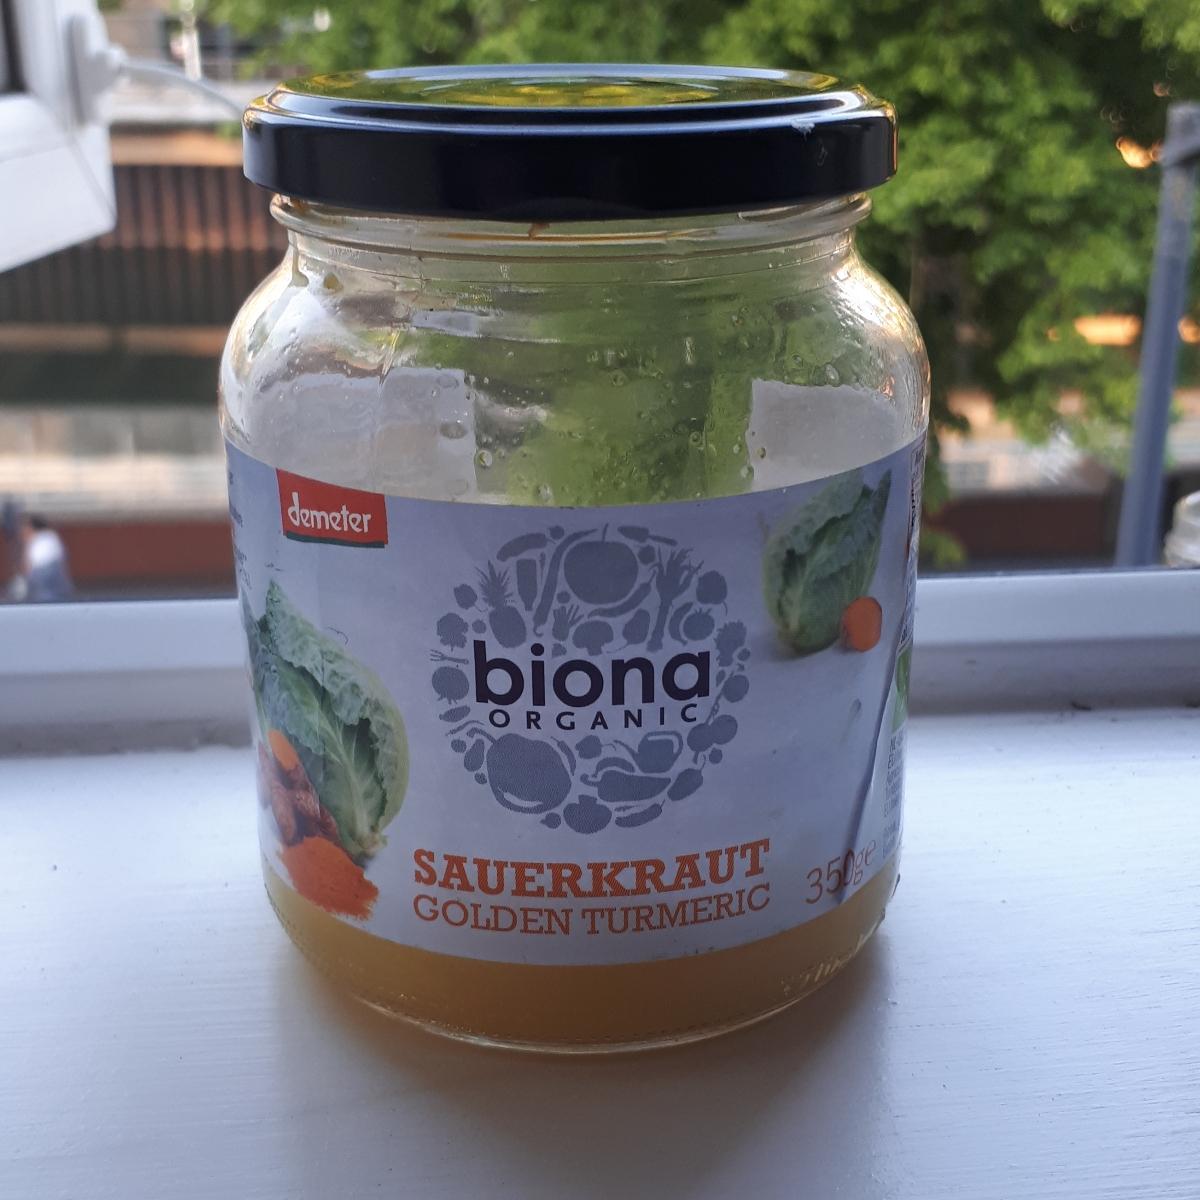 demeter
biona
ORGANIC
SAUERKRAUT
GOLDEN TURMERIC
350g e